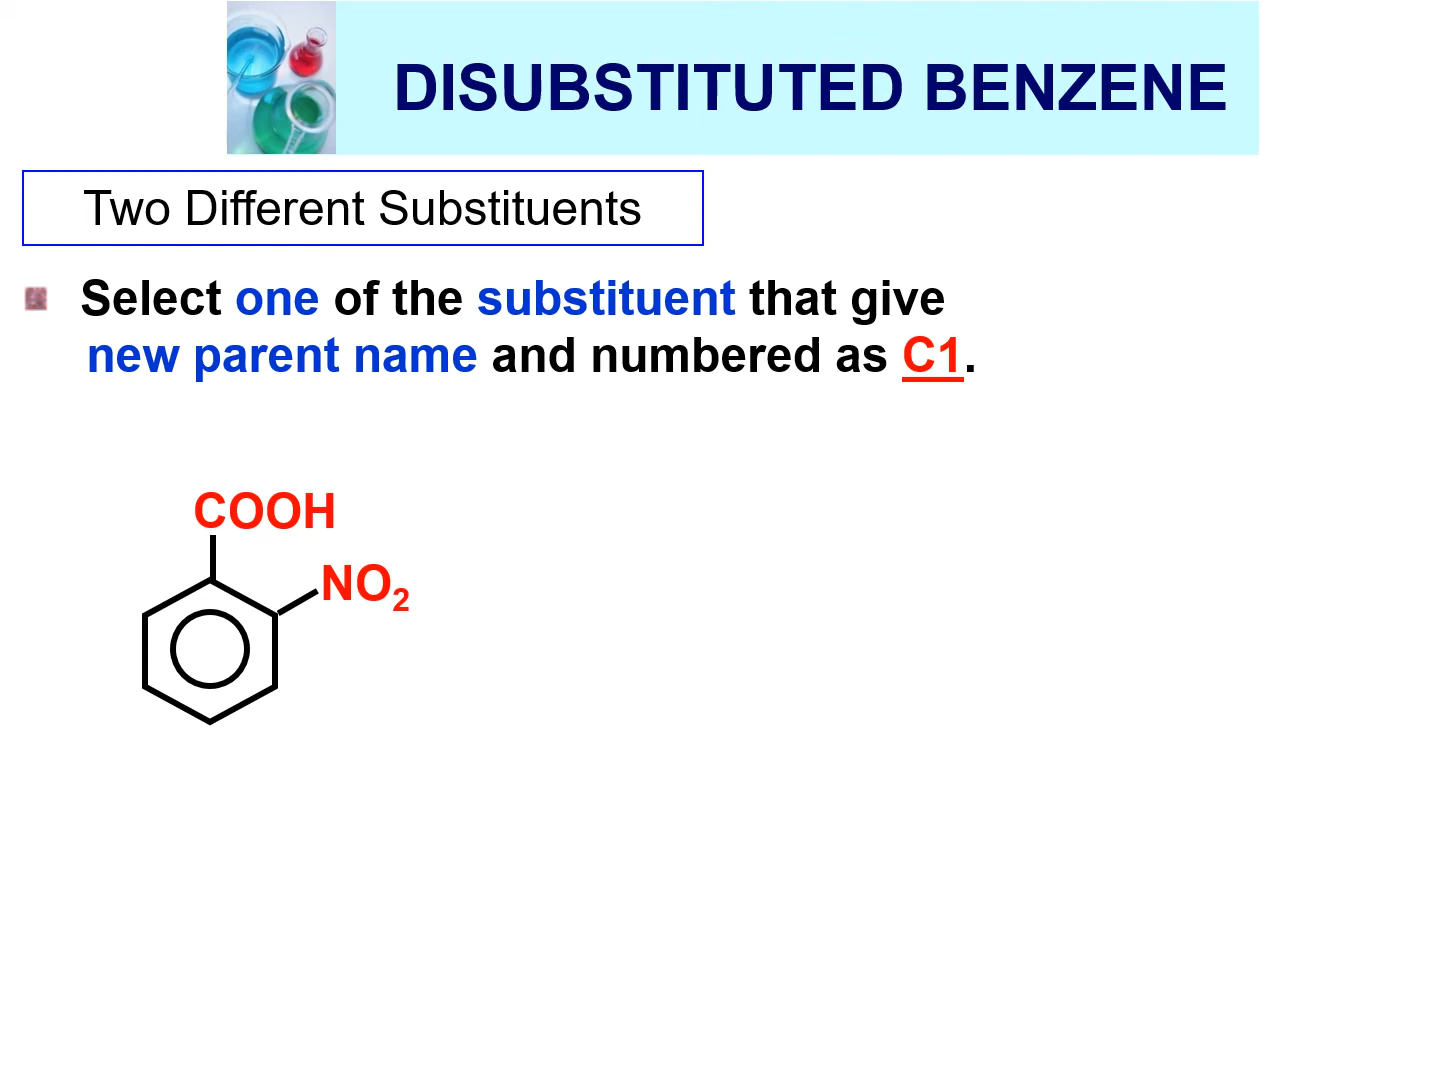 DISUBSTITUTED BENZENE
Two Different Substituents
Select one of the substituent that give
new parent name and numbered as C1.
COOH
NO₂